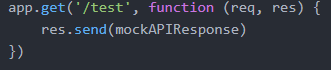 app.get('/test', function (req, res) {
    res.send(mockAPIResponse)
})